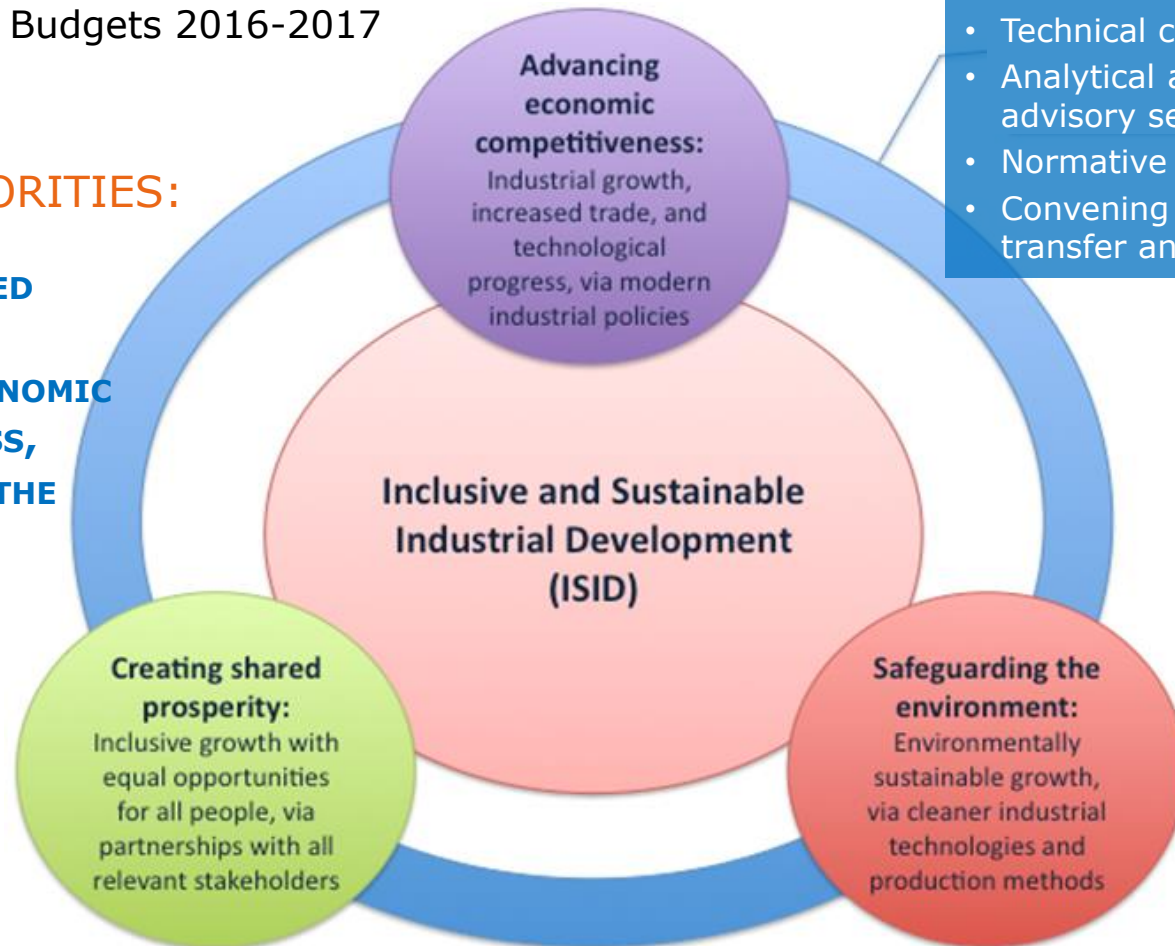 Budgets 2016-2017
ORITIES:
ED
NOMIC
SS,
THE
• Technical c
• Analytical a
advisory se
• Normative
• Convening
transfer an
Advancing
economic
competitiveness:
Industrial growth,
increased trade, and
technological
progress, via modern
industrial policies
Inclusive and Sustainable
Industrial Development
(ISID)
Creating shared
prosperity:
Inclusive growth with
equal opportunities
for all people, via
partnerships with all
relevant stakeholders
Safeguarding the
environment:
Environmentally
sustainable growth,
via cleaner industrial
technologies and
production methods